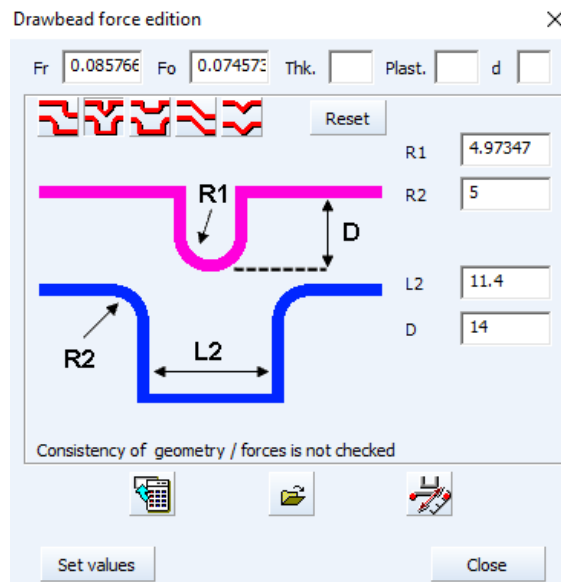 Drawbead force edition
Fr 0.085766 Fo 0.074573 Thk. Plast. d
Reset
R1 4.97347
R2 5
L2 11.4
D 14
R1
D
R2
L2
Consistency of geometry / forces is not checked
Set values Close